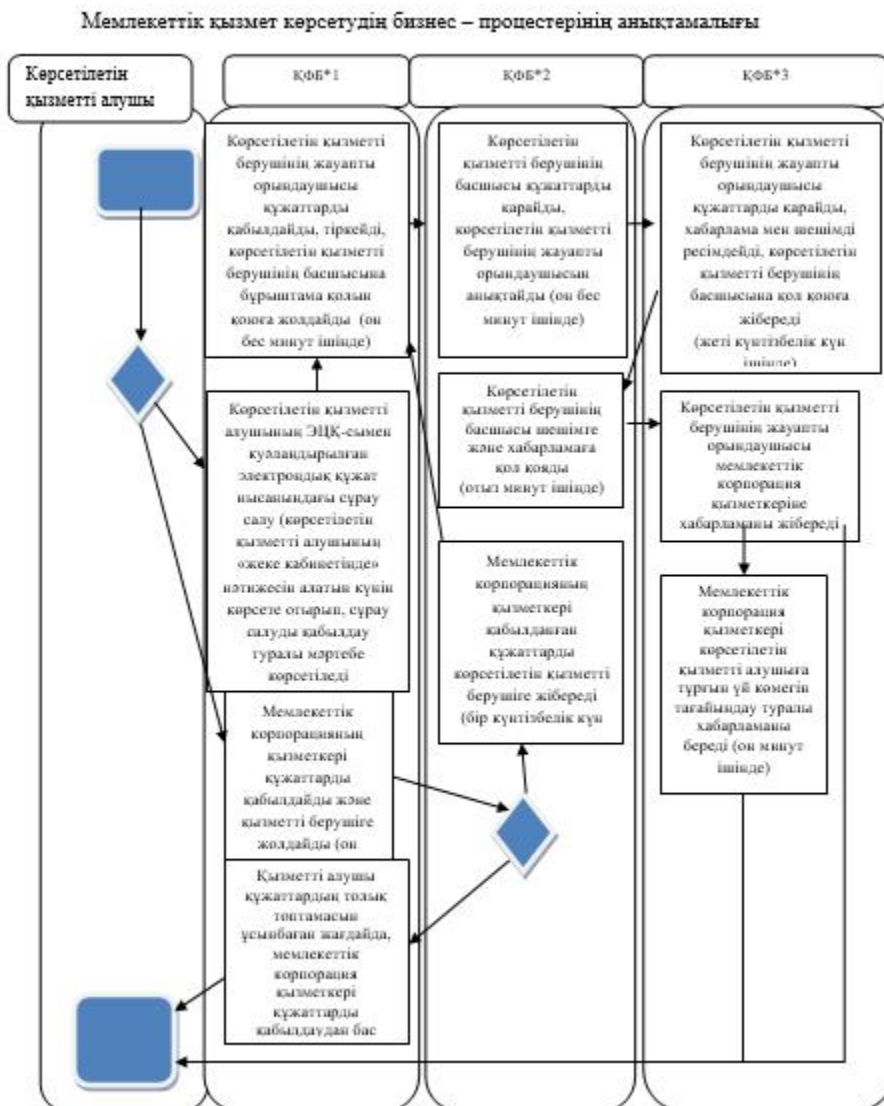 Мемлекеттік қызмет көрсетудің бизнес – процестерінің анықтамалығы
Көрсетілетін
қызметті алушы
ҚФБ*1
ҚФБ*2
ҚФБ*3
Көрсетілетін қызметті
берушінің жауапты
орындаушысы
құжаттарды
қабылдайды, тіркейді,
көрсетілетін қызметті
берушінің басшысына
бұрыштама қолын
қоюға жолдайды (он
бес минут ішінде)
Көрсетілетін
қызметті берушінің
басшысы құжаттарды
қарайды,
көрсетілетін қызметті
берушінің жауапты
орындаушысын
анықтайды (он бес
минут ішінде)
Көрсетілетін қызметті
берушінің жауапты
орындаушысы
құжаттарды қарайды,
хабарлама мен шешімді
ресімдейді, көрсетілетін
қызметті берушінің
басшысына қол қоюға
жібереді
(жеті күнтізбелік күн
ішінде)
Көрсетілетін қызметті
алушының ЭЦҚ-сымен
куәландырылған
электрондық құжат
нысанындағы сұрау
салу (көрсетілетін
қызметті алушының
«жеке кабинетінде»
нәтижесін алатын күнін
көрсете отырып, сұрау
салуды қабылдау
туралы мәртебе
көрсетіледі
Көрсетілетін
қызметті берушінің
басшысы шешімге
және хабарламаға
қол қояды
(отыз минут ішінде)
Көрсетілетін қызметті
берушінің жауапты
орындаушысы
мемлекеттік
корпорация
қызметкеріне
хабарламаны жібереді
Мемлекеттік
корпорацияның
қызметкері
қабылданған
құжаттарды
көрсетілетін қызметті
берушіге жібереді
(бір күнтізбелік күн
Мемлекеттік
корпорация
қызметкері
көрсетілетін
қызметті алушыға
тұрғын үй көмегін
тағайындау туралы
хабарламаны
береді (он минут
ішінде)
Мемлекеттік
корпорацияның
қызметкері
құжаттарды
қабылдайды және
қызметті берушіге
жолдайды (он
Қызметті алушы
құжаттардың толық
топтамасын
ұсынбаған жағдайда,
мемлекеттік
корпорация
қызметкері
құжаттарды
қабылдаудан бас